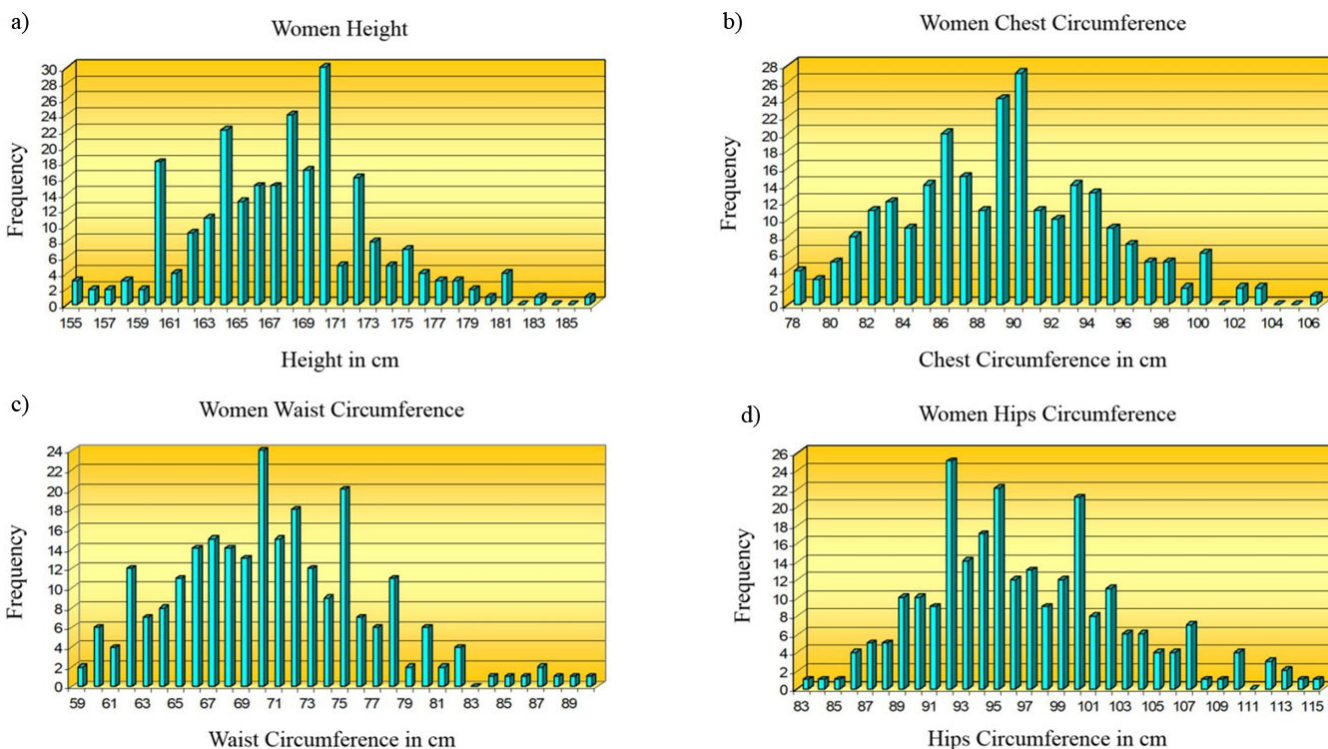 a)
Women Height
30
28
26
24
22
20
18
16
14
12
10
8
6
4
2
0
Frequency
155 157 159 161 163 165 167 169 171 173 175 177 179 181 183 185
Height in cm
b)
Women Chest Circumference
28
26
24
22
20
18
16
14
12
10
8
6
4
2
0
Frequency
78 80 82 84 86 88 90 92 94 96 98 100 102 104 106
Chest Circumference in cm
c)
Women Waist Circumference
24
22
20
18
16
14
12
10
8
6
4
2
0
Frequency
59 61 63 65 67 69 71 73 75 77 79 81 83 85 87 89
Waist Circumference in cm
d)
Women Hips Circumference
26
24
22
20
18
16
14
12
10
8
6
4
2
0
Frequency
83 85 87 89 91 93 95 97 99 101 103 105 107 109 111 113 115
Hips Circumference in cm